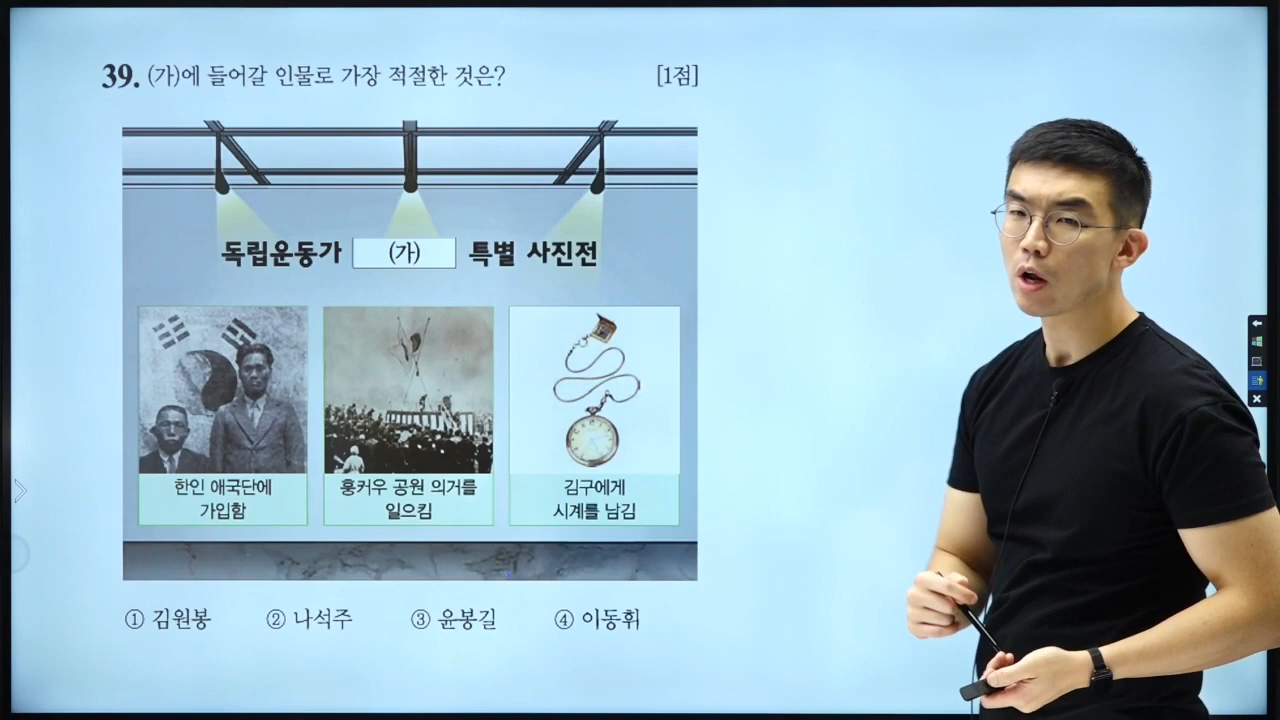 39. (가)에 들어갈 인물로 가장 적절한 것은? [1점]
독립운동가 (가) 특별 사진전
한인 애국단에
가입함
훙커우 공원 의거를
일으킴
김구에게
시계를 남김
① 김원봉 ② 나석주 ③ 윤봉길 ④ 이동휘